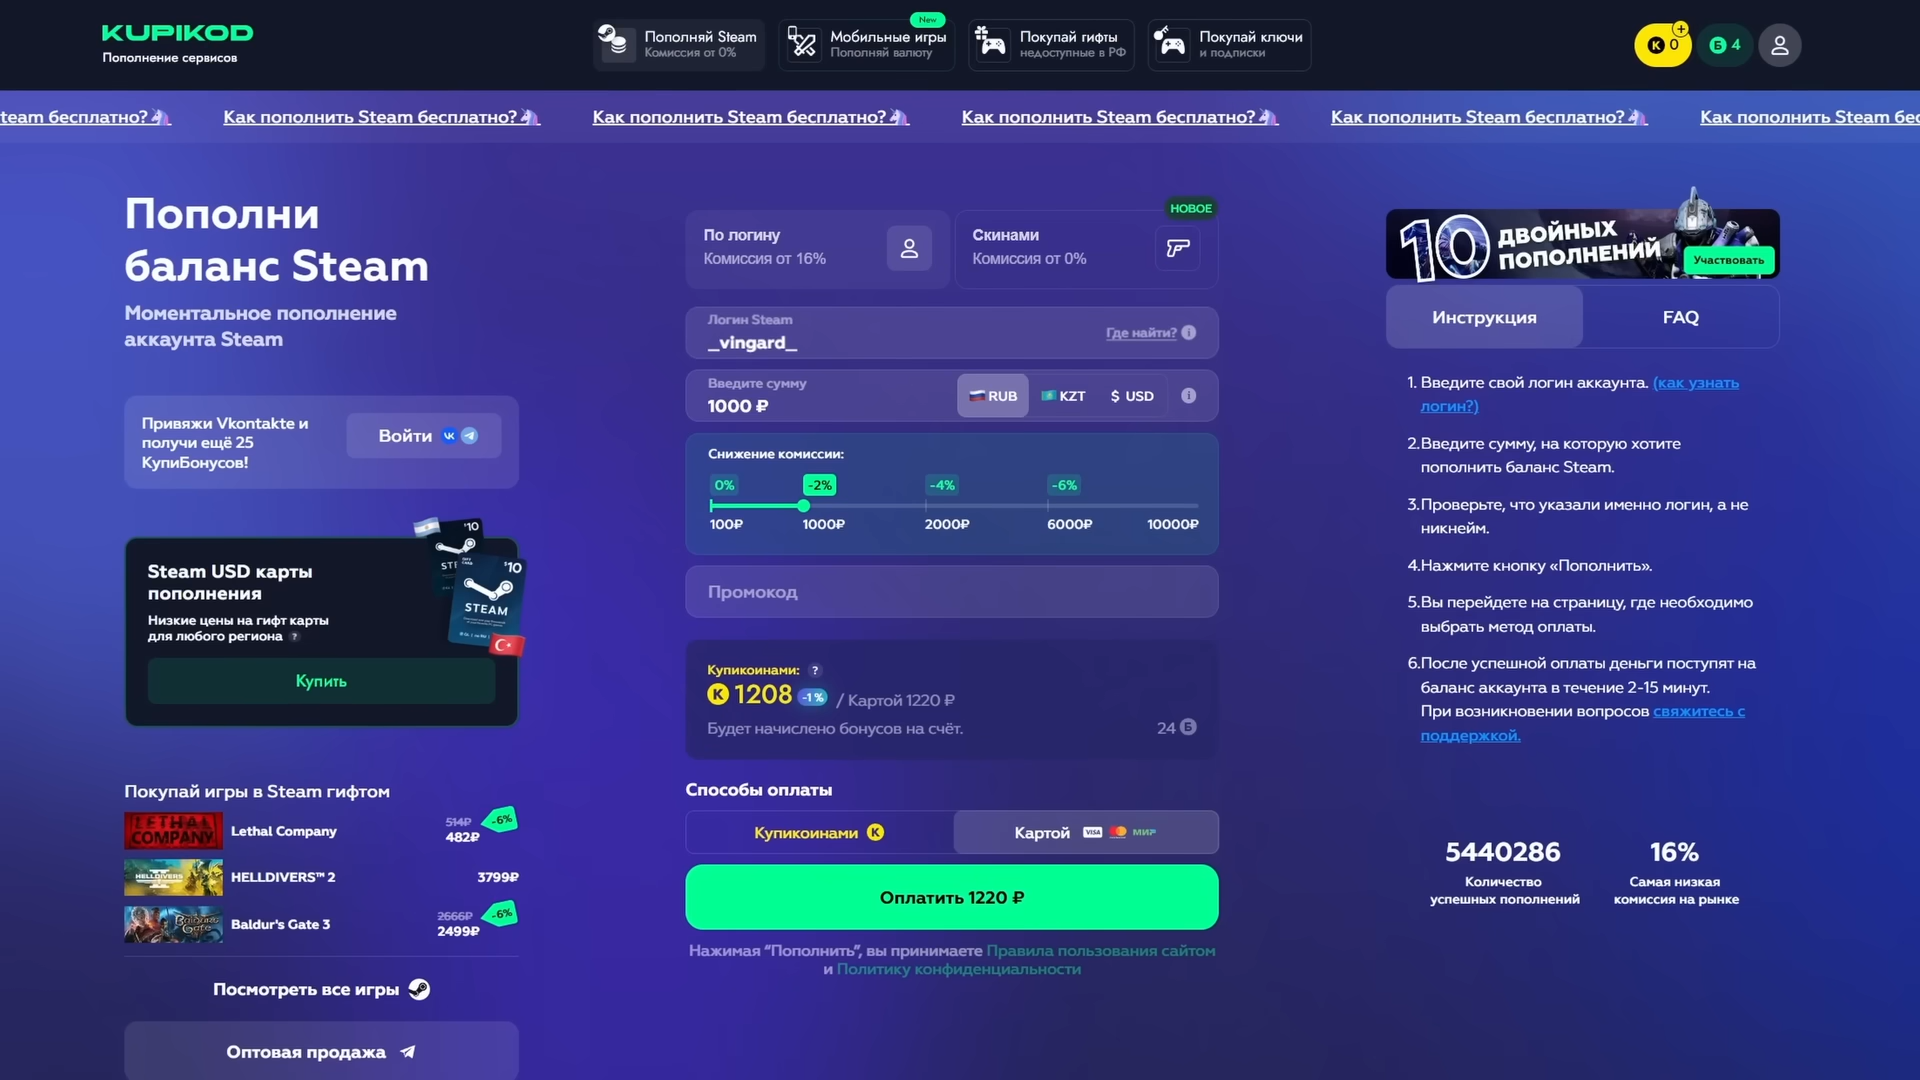 KUPIKOD
Пополнение сервисов
Пополняй Steam
Комиссия от 0%
New
Мобильные игры
Пополняй валюту
Покупай гифты
недоступные в РФ
Покупай ключи
и подписки
K 0
+
Б 4
team бесплатно?
Как пополнить Steam бесплатно?
Как пополнить Steam бесплатно?
Как пополнить Steam бесплатно?
Как пополнить Steam бесплатно?
Как пополнить Steam бес
Пополни
баланс Steam
Моментальное пополнение
аккаунта Steam
Привяжи Vkontakte и
получи ещё 25
КупиБонусов!
Войти
Steam USD карты
пополнения
Низкие цены на гифт карты
для любого региона ?
$10
$10
STEAM
Купить
Покупай игры в Steam гифтом
LETHAL
COMPANY
Lethal Company
514₽
482₽
-6%
HELLDIVERS
HELLDIVERS™ 2
3799₽
Baldur's Gate 3
2666₽
2499₽
-6%
Посмотреть все игры
Оптовая продажа
По логину
Комиссия от 16%
НОВОЕ
Скинами
Комиссия от 0%
Логин Steam
_vingard_
Где найти?
Введите сумму
1000 ₽
RUB
KZT
$ USD
Снижение комиссии:
0%
-2%
-4%
-6%
100₽
1000₽
2000₽
6000₽
10000₽
Промокод
Купикоинами: ?
K 1208 -1% / Картой 1220 ₽
Будет начислено бонусов на счёт.
24 Б
Способы оплаты
Купикоинами K
Картой VISA МИР
Оплатить 1220 ₽
Нажимая “Пополнить”, вы принимаете Правила пользования сайтом
и Политику конфиденциальности
10 ДВОЙНЫХ
ПОПОЛНЕНИЙ
Участвовать
Инструкция
FAQ
1. Введите свой логин аккаунта. (как узнать
логин?)
2.Введите сумму, на которую хотите
пополнить баланс Steam.
3.Проверьте, что указали именно логин, а не
никнейм.
4.Нажмите кнопку «Пополнить».
5.Вы перейдете на страницу, где необходимо
выбрать метод оплаты.
6.После успешной оплаты деньги поступят на
баланс аккаунта в течение 2-15 минут.
При возникновении вопросов свяжитесь с
поддержкой.
5440286
Количество
успешных пополнений
16%
Самая низкая
комиссия на рынке